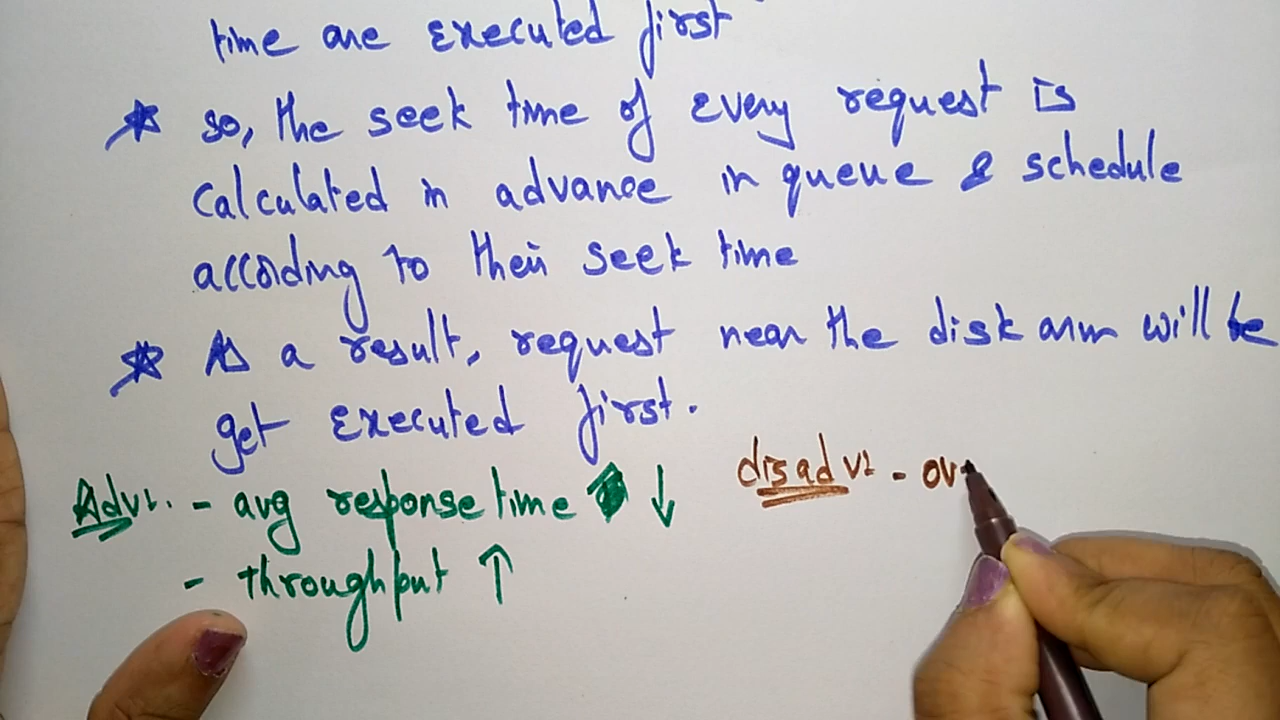 time are executed first
* so, the seek time of every request is
calculated in advance in queue & schedule
according to their seek time
* As a result, request near the disk arm will be
get executed first.
Adv:. - avg response time ↓
- throughput ↑
disadv: - ov